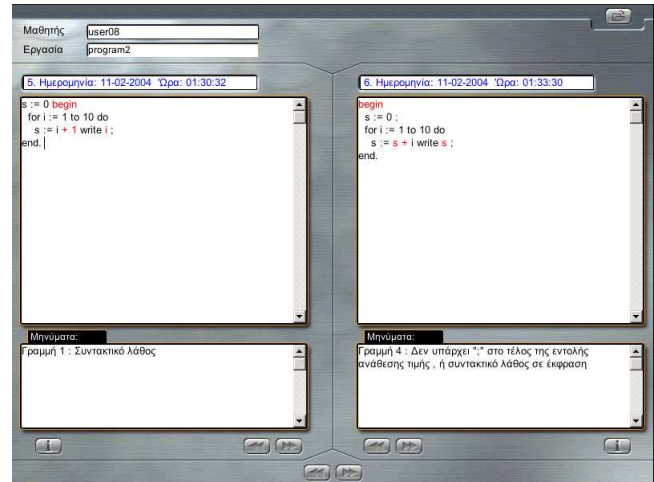 Μαθητής user08
Εργασία program2
5. Ημερομηνία: 11-02-2004 'Ωρα: 01:30:32
s := 0 begin
for i := 1 to 10 do
s := i + 1 write i ;
end.
Μηνύματα:
Γραμμή 1 : Συντακτικό λάθος
6. Ημερομηνία: 11-02-2004 'Ωρα: 01:33:30
begin
s := 0 ;
for i := 1 to 10 do
s := s + i write s ;
end.
Μηνύματα:
Γραμμή 4 : Δεν υπάρχει ";" στο τέλος της εντολής
ανάθεσης τιμής , ή συντακτικό λάθος σε έκφραση